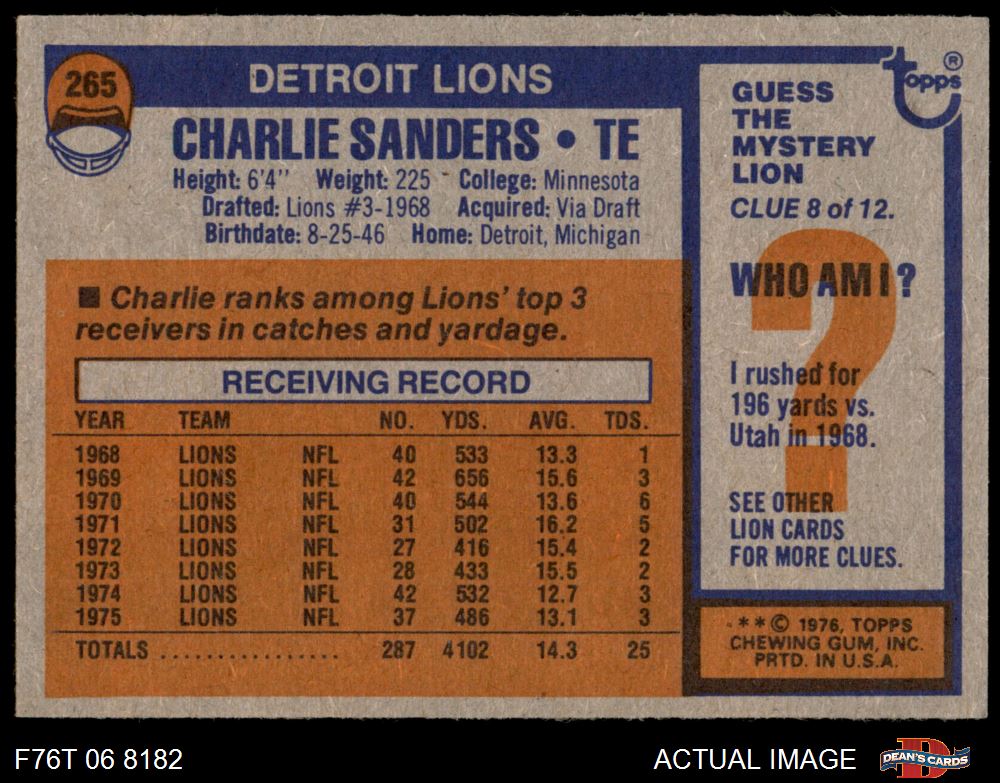 265
DETROIT LIONS
CHARLIE SANDERS • TE
Height: 6'4" Weight: 225 College: Minnesota
Drafted: Lions #3-1968 Acquired: Via Draft
Birthdate: 8-25-46 Home: Detroit, Michigan
■ Charlie ranks among Lions' top 3
receivers in catches and yardage.
RECEIVING RECORD
YEAR TEAM NO. YDS. AVG. TDS.
1968 LIONS NFL 40 533 13.3 1
1969 LIONS NFL 42 656 15.6 3
1970 LIONS NFL 40 544 13.6 6
1971 LIONS NFL 31 502 16.2 5
1972 LIONS NFL 27 416 15.4 2
1973 LIONS NFL 28 433 15.5 2
1974 LIONS NFL 42 532 12.7 3
1975 LIONS NFL 37 486 13.1 3
TOTALS ................. 287 4102 14.3 25
Topps ®
GUESS
THE
MYSTERY
LION
CLUE 8 of 12.
?
WHO AM I?
I rushed for
196 yards vs.
Utah in 1968.
SEE OTHER
LION CARDS
FOR MORE CLUES.
** © 1976, TOPPS
CHEWING GUM, INC.
PRTD. IN U.S.A.
F76T 06 8182
ACTUAL IMAGE
DEAN'S CARDS